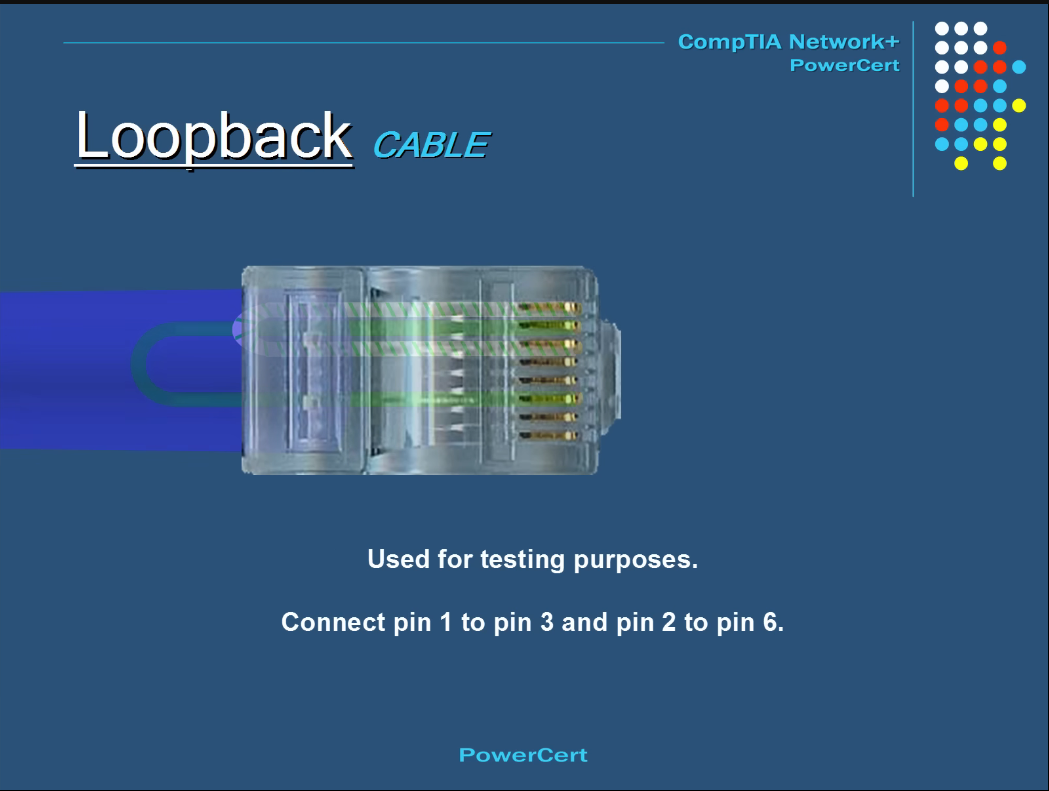 CompTIA Network+
PowerCert
Loopback CABLE
Used for testing purposes.
Connect pin 1 to pin 3 and pin 2 to pin 6.
PowerCert